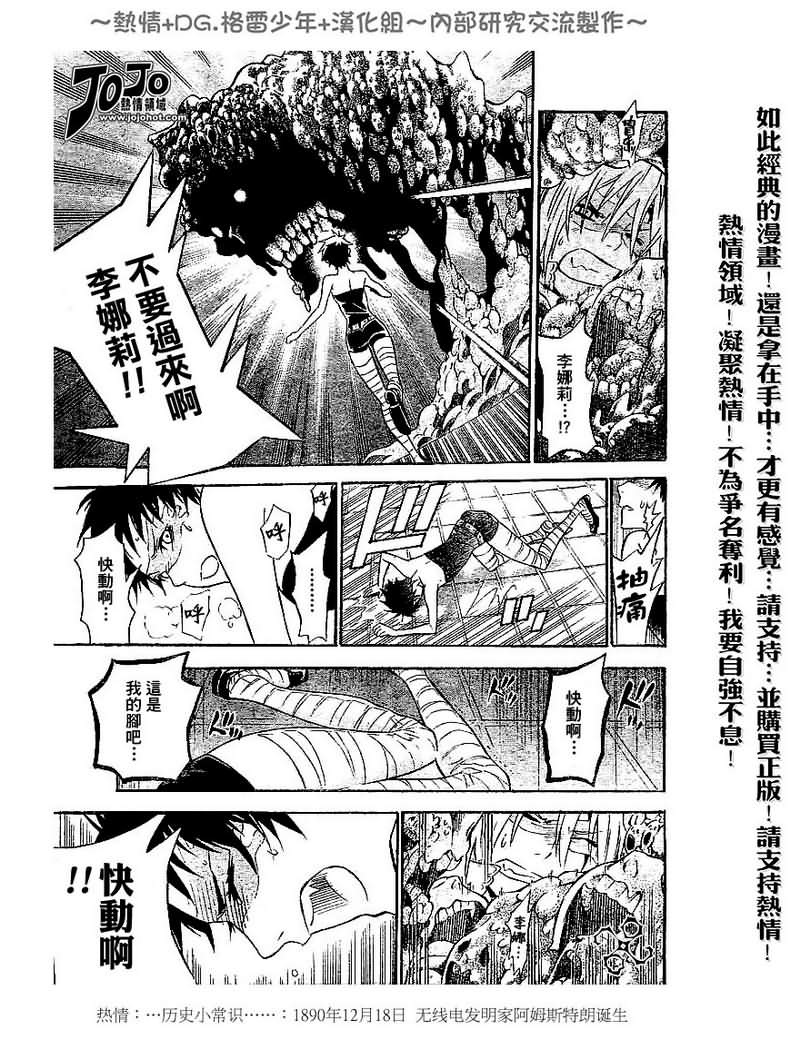 ～熱情+DG.格雷少年+漢化組～內部研究交流製作～
JOJO
熱情領域
www.jojohot.com
李娜莉…!?
不要過來啊
李娜莉!!
抽痛
呼
………
呼
呼
快動啊…
快動啊…
這是
我的腳吧…
李娜…
快動啊
!!
如此經典的漫畫！還是拿在手中…才更有感覺…請支持…並購買正版！請支持熱情！
熱情領域！凝聚熱情！不為爭名奪利！我要自強不息！
熱情：…历史小常识……：1890年12月18日 无线电发明家阿姆斯特朗诞生